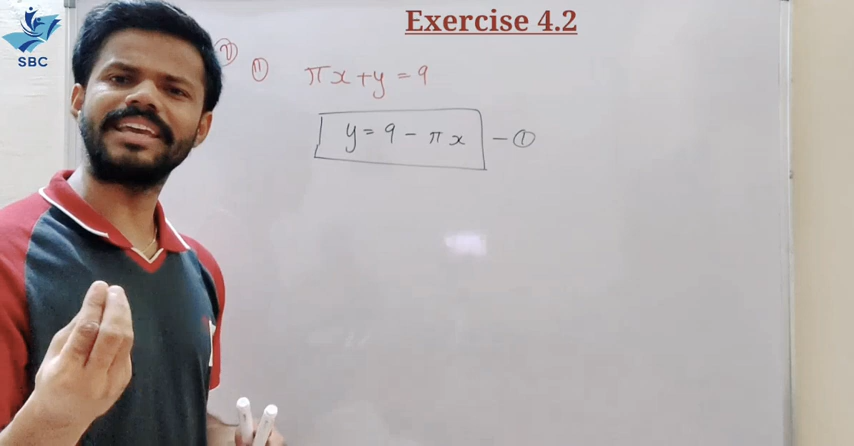 Exercise 4.2
SBC
(ii) πx + y = 9
y = 9 - πx - ①